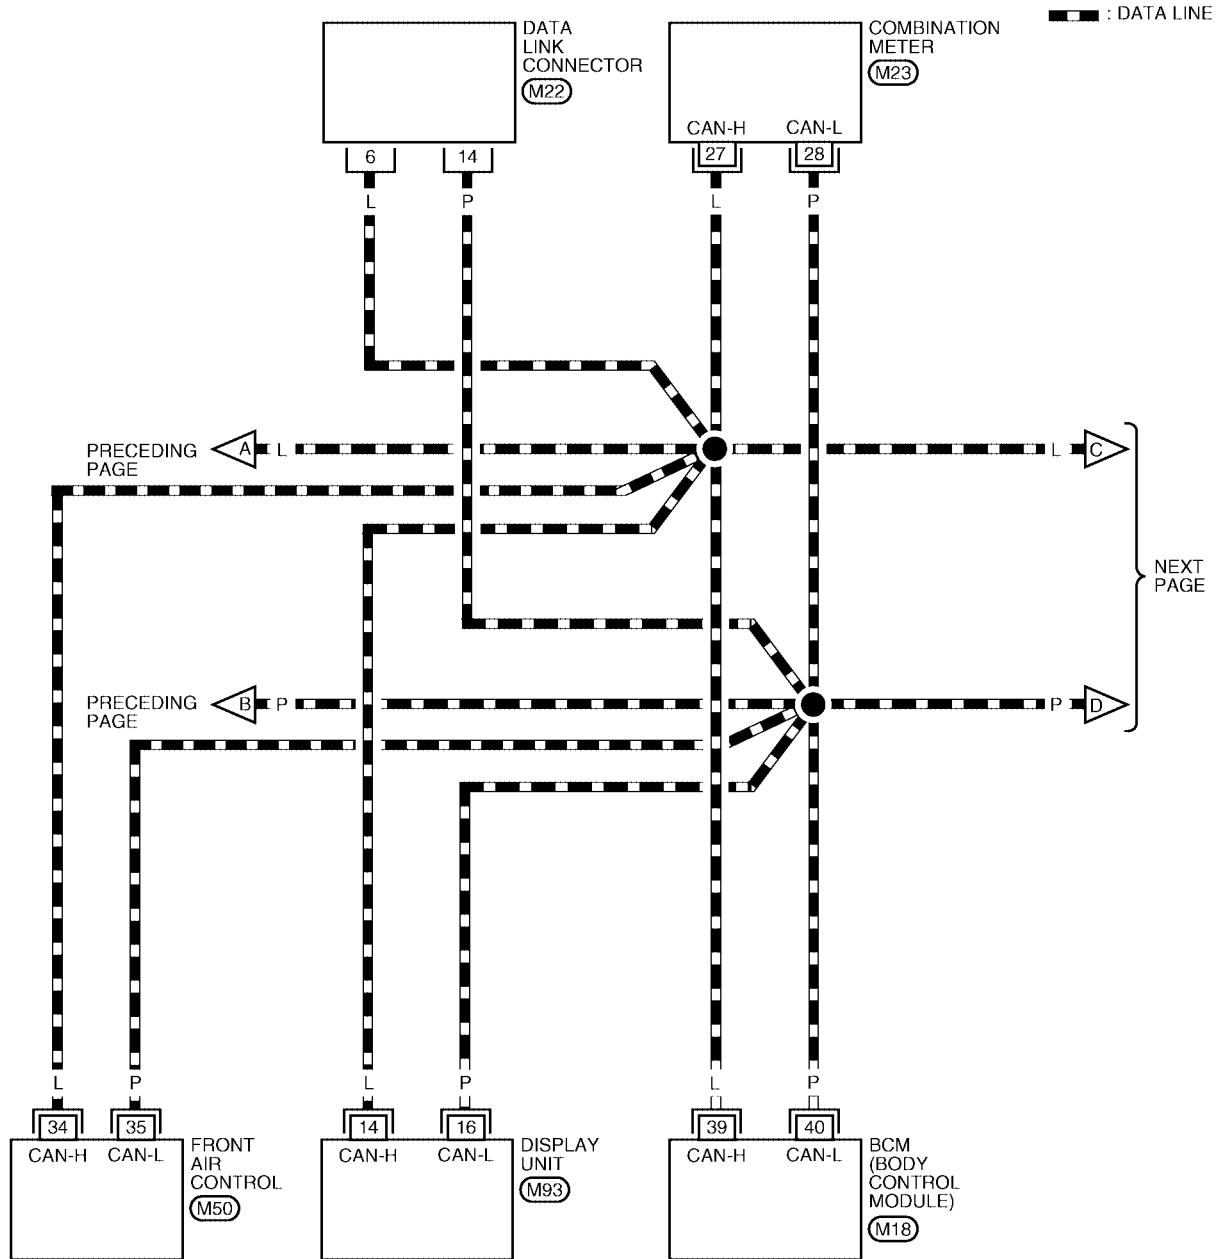 : DATA LINE
DATA
LINK
CONNECTOR
M22
COMBINATION
METER
M23
CAN-H CAN-L
6 14
27 28
L P L P
PRECEDING
PAGE
A L
L C
NEXT
PAGE
PRECEDING
PAGE
B P
P D
L P L P L P
34 35 14 16 39 40
CAN-H CAN-L
FRONT
AIR
CONTROL
M50
CAN-H CAN-L
DISPLAY
UNIT
M93
CAN-H CAN-L
BCM
(BODY
CONTROL
MODULE)
M18